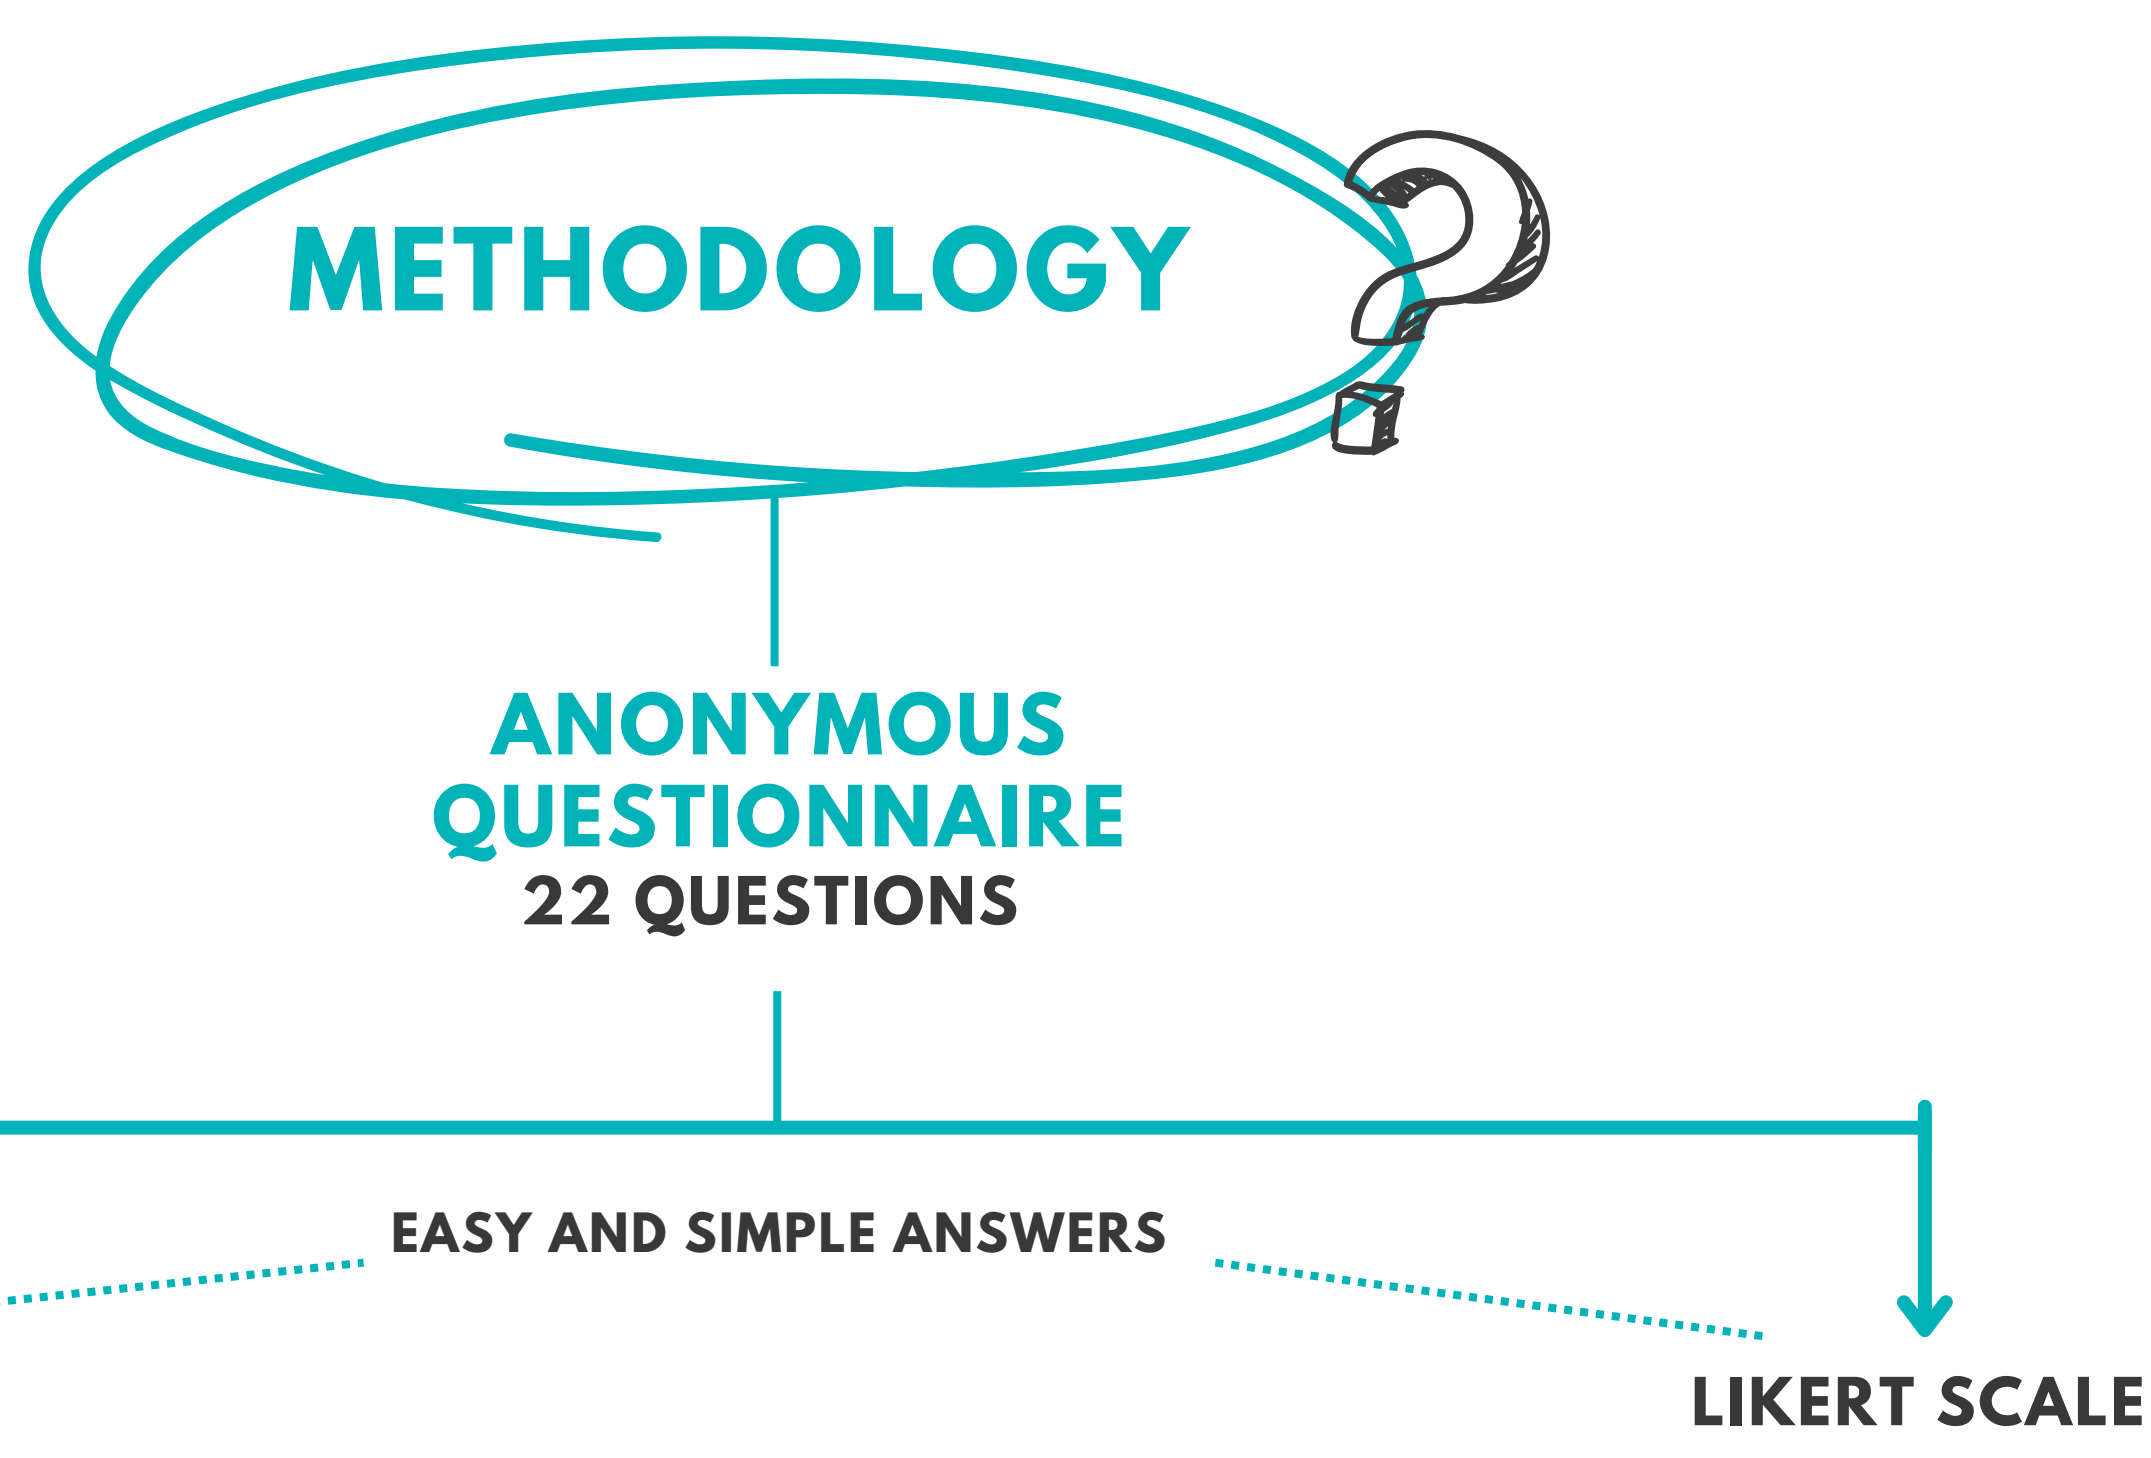 METHODOLOGY
ANONYMOUS
QUESTIONNAIRE
22 QUESTIONS
EASY AND SIMPLE ANSWERS
LIKERT SCALE